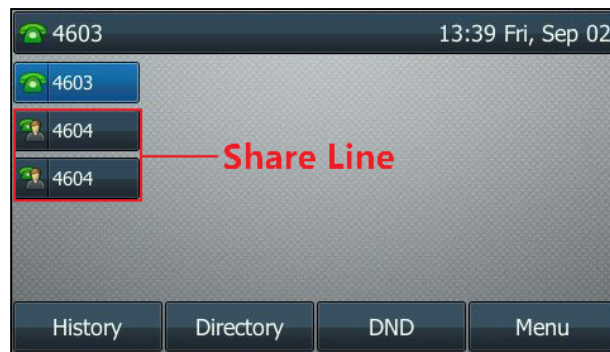 4603 13:39 Fri, Sep 02
4603
4604
Share Line
4604
History Directory DND Menu